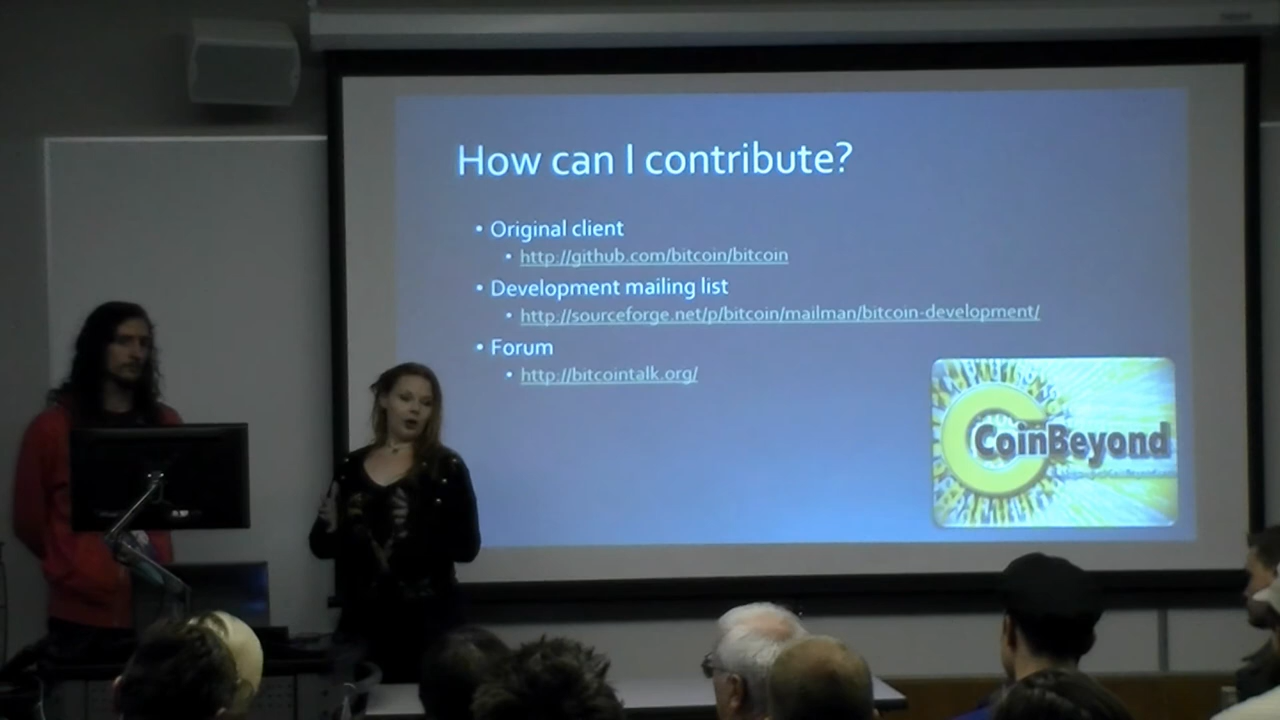 How can I contribute?
• Original client
• http://github.com/bitcoin/bitcoin
• Development mailing list
• http://sourceforge.net/p/bitcoin/mailman/bitcoin-development/
• Forum
• http://bitcointalk.org/
CoinBeyond